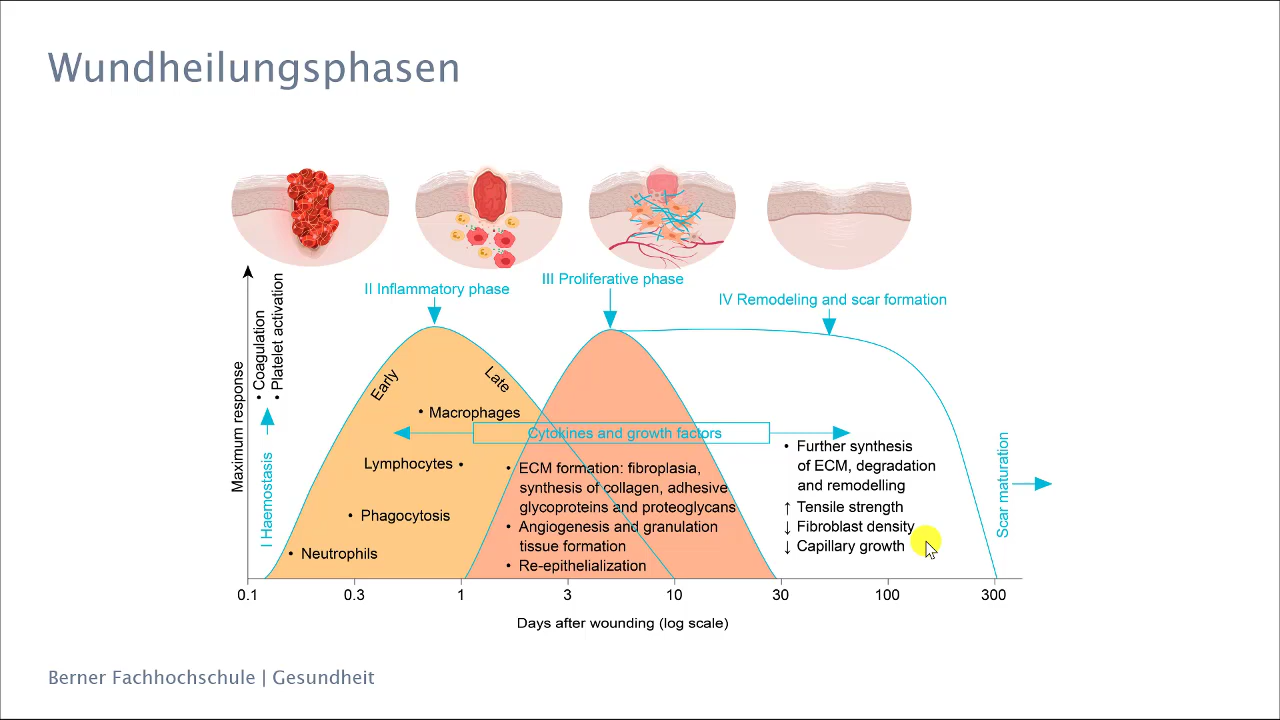 Wundheilungsphasen
II Inflammatory phase
III Proliferative phase
IV Remodeling and scar formation
Maximum response
I Haemostasis
• Coagulation
• Platelet activation
Early
Late
• Macrophages
Lymphocytes •
• Phagocytosis
• Neutrophils
Cytokines and growth factors
• ECM formation: fibroplasia,
synthesis of collagen, adhesive
glycoproteins and proteoglycans
• Angiogenesis and granulation
tissue formation
• Re-epithelialization
• Further synthesis
of ECM, degradation
and remodelling
↑ Tensile strength
↓ Fibroblast density
↓ Capillary growth
Scar maturation
0.1 0.3 1 3 10 30 100 300
Days after wounding (log scale)
Berner Fachhochschule | Gesundheit